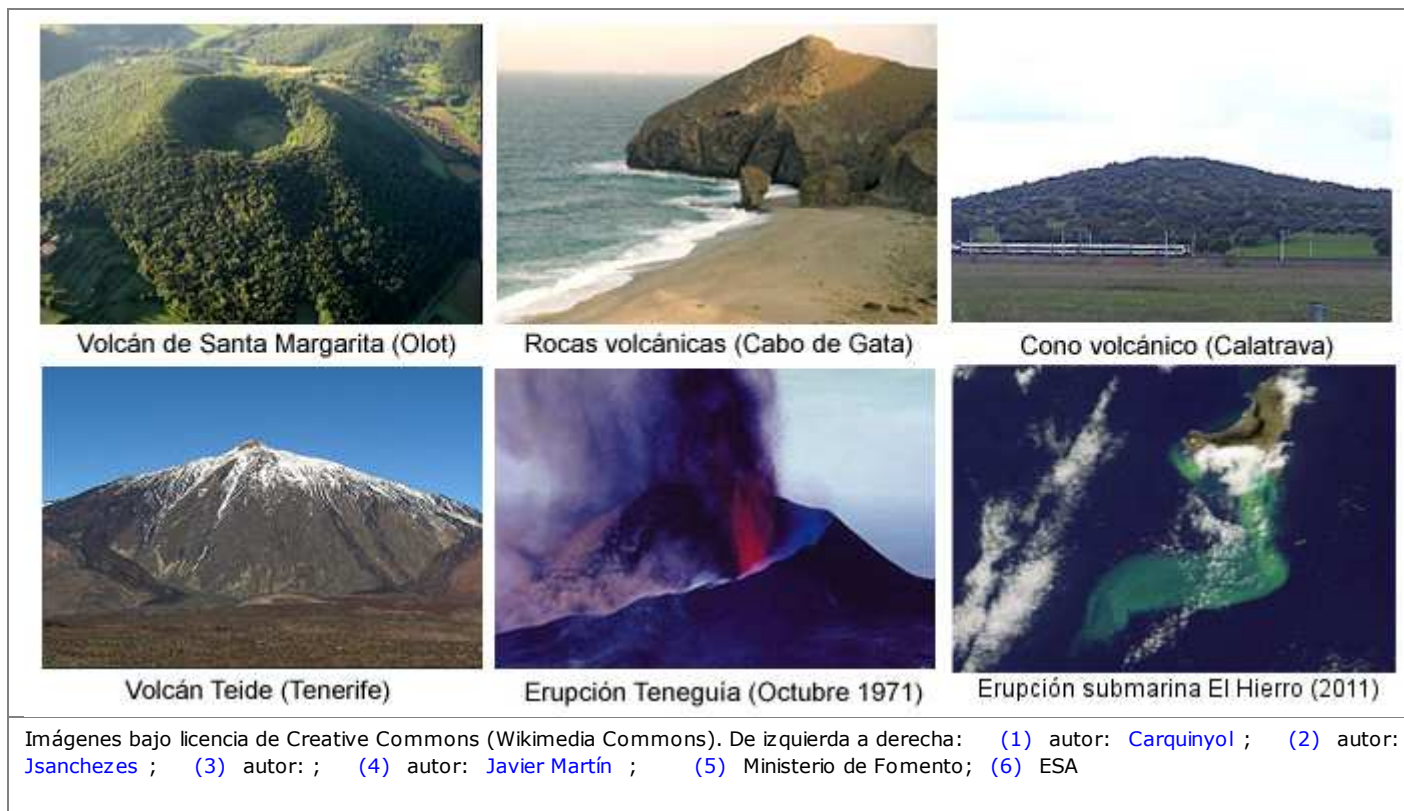 Volcán de Santa Margarita (Olot)
Rocas volcánicas (Cabo de Gata)
Cono volcánico (Calatrava)
Volcán Teide (Tenerife)
Erupción Teneguía (Octubre 1971)
Erupción submarina El Hierro (2011)
Imágenes bajo licencia de Creative Commons (Wikimedia Commons). De izquierda a derecha: (1) autor: Carquinyol ; (2) autor:
Jsanchezes ; (3) autor: ; (4) autor: Javier Martín ; (5) Ministerio de Fomento; (6) ESA